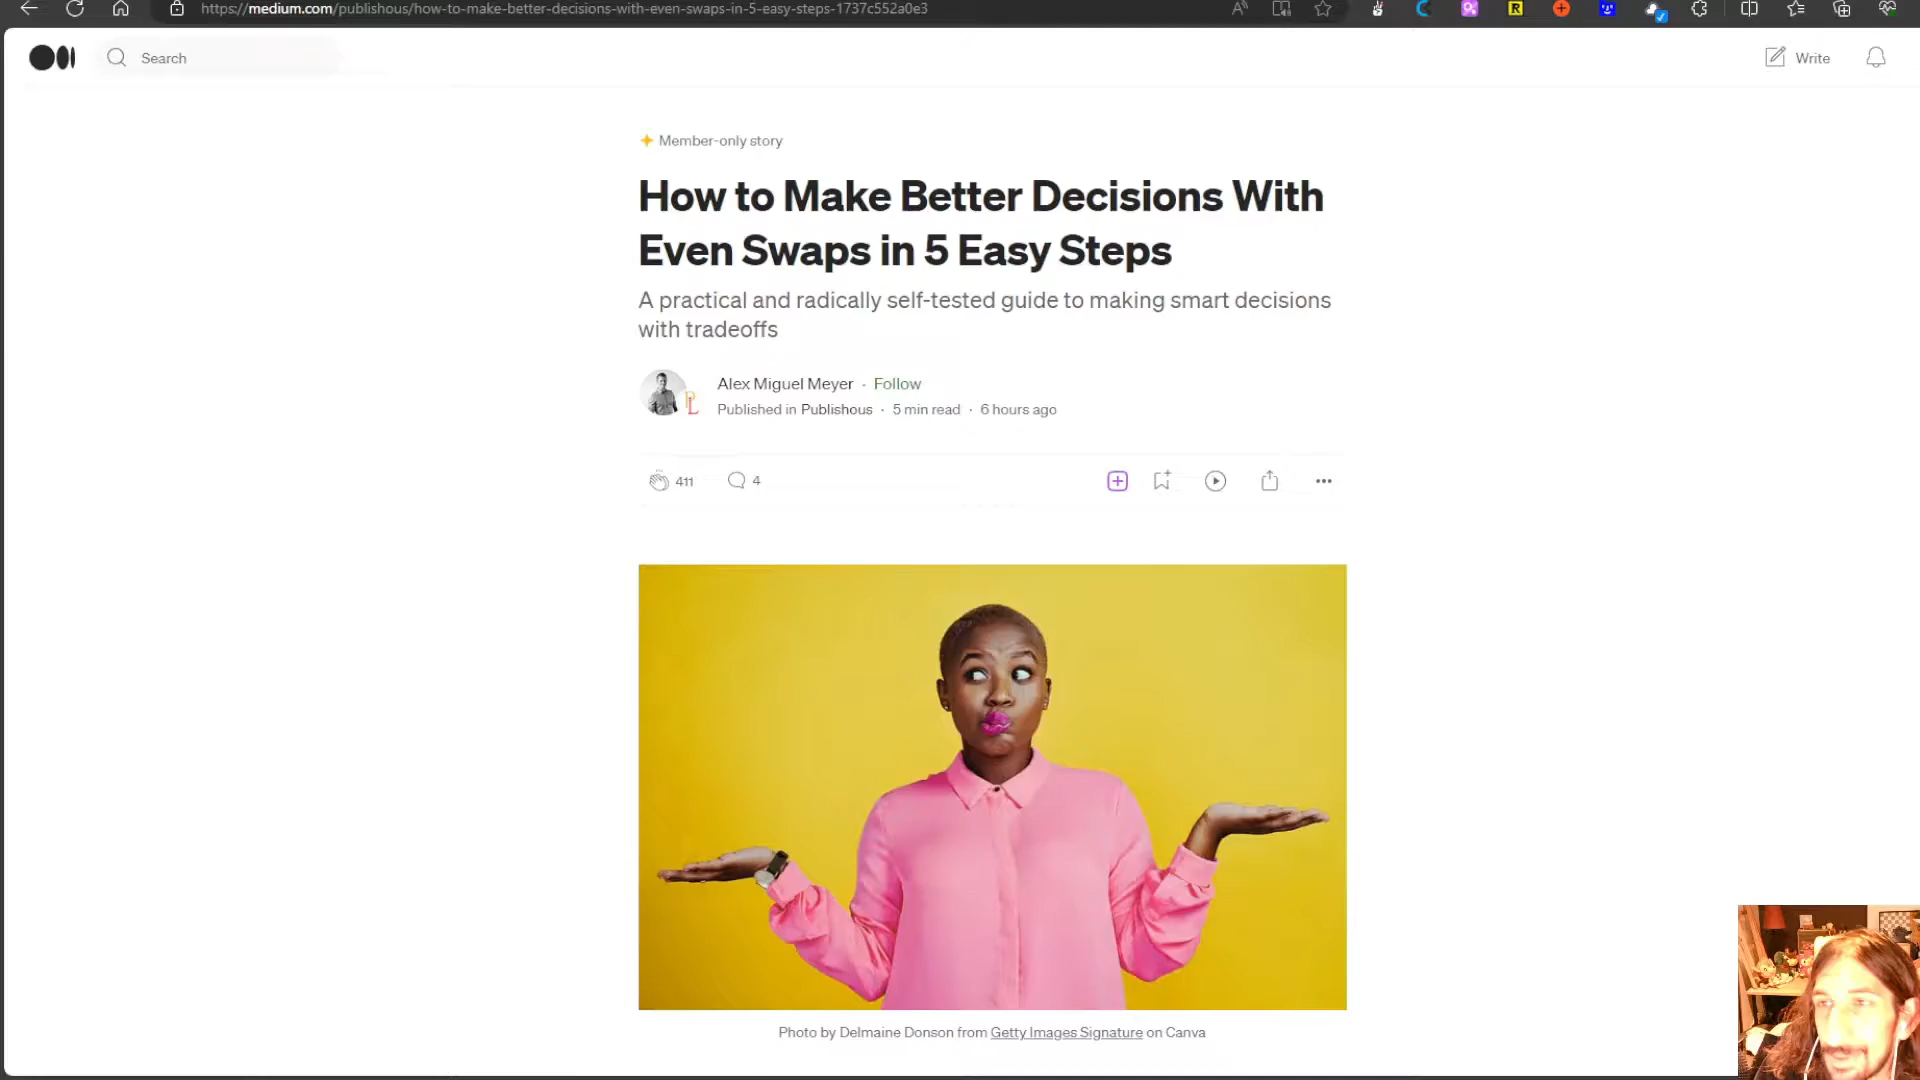 https://medium.com/publishous/how-to-make-better-decisions-with-even-swaps-in-5-easy-steps-1737c552a0e3
Search
Write
Member-only story
How to Make Better Decisions With
Even Swaps in 5 Easy Steps
A practical and radically self-tested guide to making smart decisions
with tradeoffs
Alex Miguel Meyer · Follow
Published in Publishous · 5 min read · 6 hours ago
411
4
Photo by Delmaine Donson from Getty Images Signature on Canva